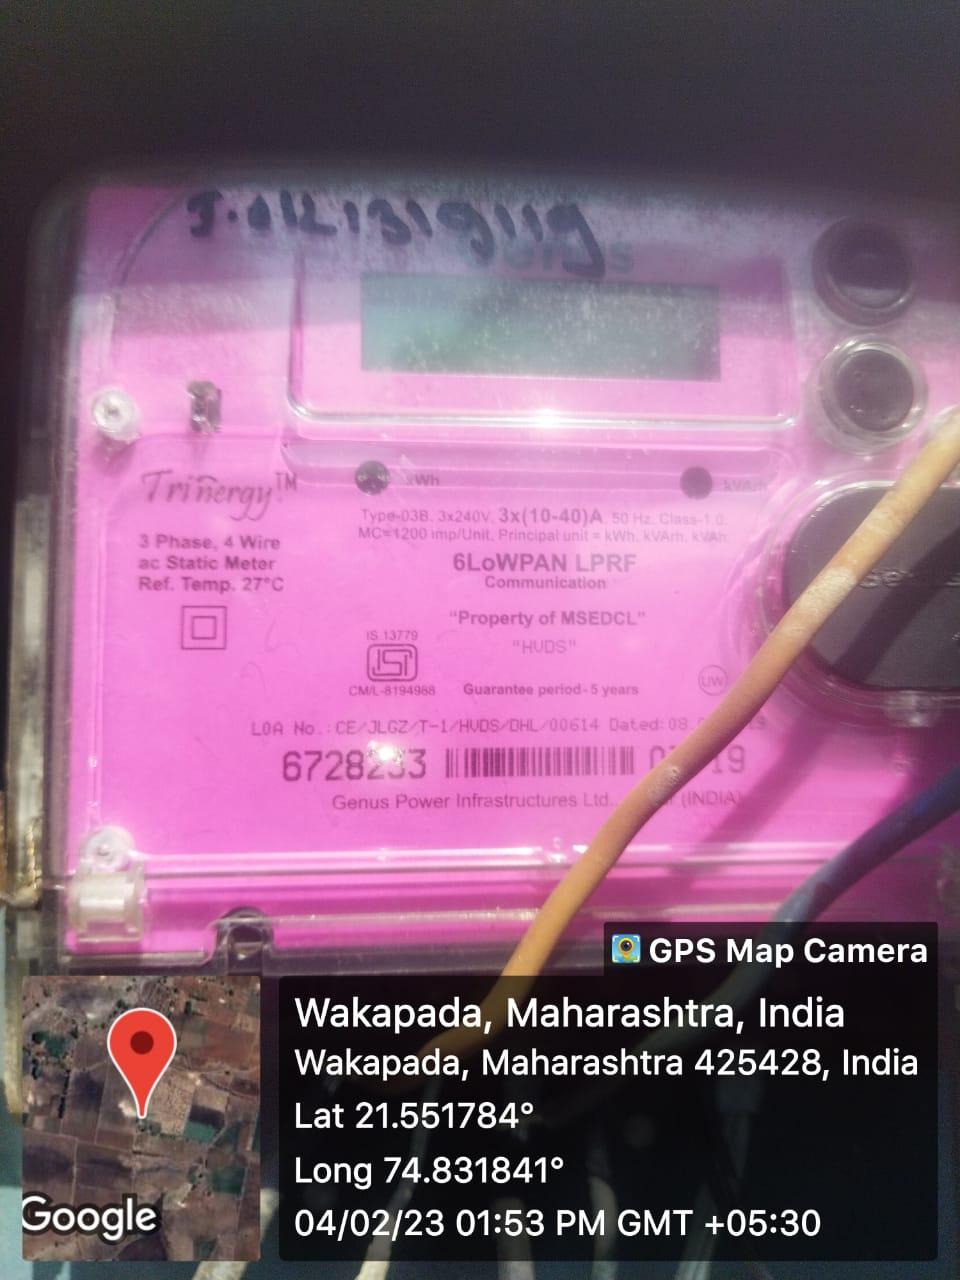 Trinergy™
3 Phase, 4 Wire
ac Static Meter
Ref. Temp. 27°C
kWh
kVArh
Type-03B, 3x240V, 3x(10-40)A, 50 Hz, Class-1.0,
MC=1200 imp/Unit, Principal unit = kWh, kVArh, kVAh
6LoWPAN LPRF
Communication
"Property of MSEDCL"
"HVDS"
IS 13779
ISI
CM/L-8194988
Guarantee period-5 years
UW
LOA No.:CE/JLGZ/T-1/HVDS/DHL/00614 Dated:
Genus Power Infrastructures Ltd., (INDIA)
GPS Map Camera
Wakapada, Maharashtra, India
Wakapada, Maharashtra 425428, India
Lat 21.551784°
Long 74.831841°
04/02/23 01:53 PM GMT +05:30
Google